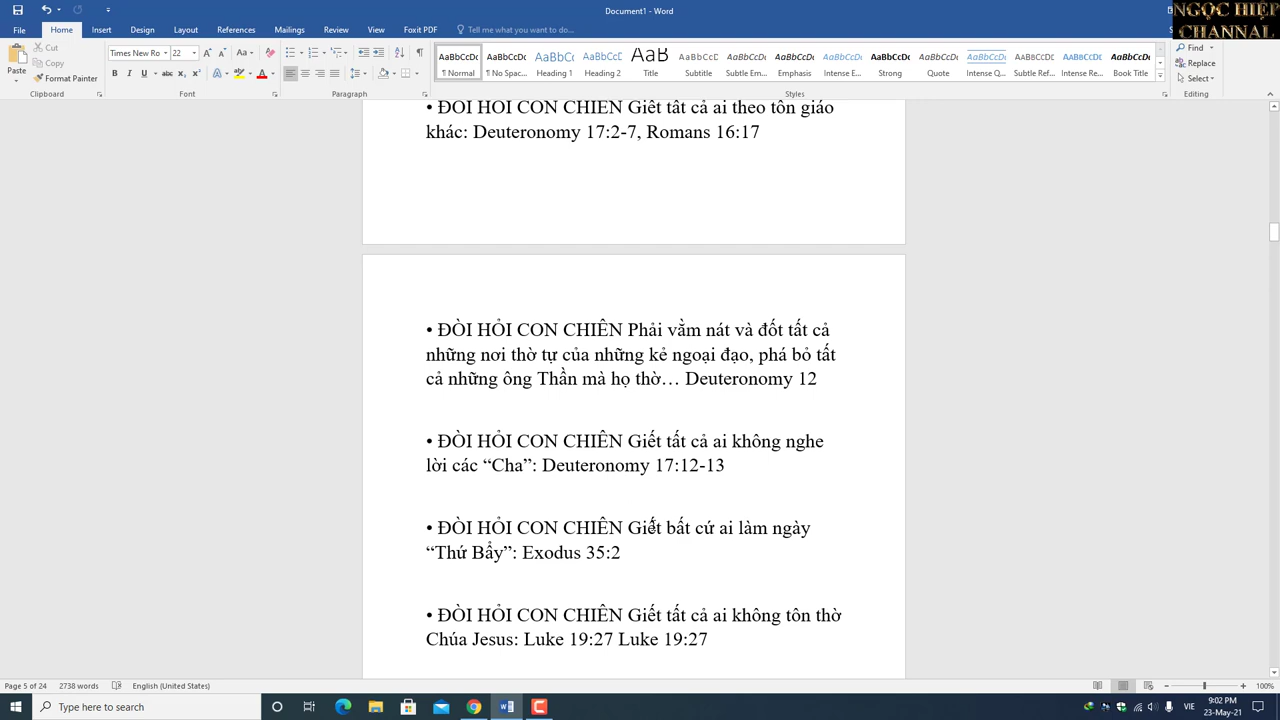 Document1 - Word
NGỌC HIỆP
CHANNAL
File
Home
Insert
Design
Layout
References
Mailings
Review
View
Foxit PDF
Tell me what you want to do...
Paste
Cut
Copy
Format Painter
Clipboard
Times New Ro
22
Font
Paragraph
¶ Normal
¶ No Spac...
Heading 1
Heading 2
Title
Subtitle
Subtle Em...
Emphasis
Intense E...
Strong
Quote
Intense Q...
Subtle Ref...
Intense Re...
Book Title
Styles
Find
Replace
Select
Editing
• ĐÒI HỎI CON CHIÊN Giết tất cả ai theo tôn giáo
khác: Deuteronomy 17:2-7, Romans 16:17
• ĐÒI HỎI CON CHIÊN Phải vằm nát và đốt tất cả
những nơi thờ tự của những kẻ ngoại đạo, phá bỏ tất
cả những ông Thần mà họ thờ… Deuteronomy 12
• ĐÒI HỎI CON CHIÊN Giết tất cả ai không nghe
lời các “Cha”: Deuteronomy 17:12-13
• ĐÒI HỎI CON CHIÊN Giết bất cứ ai làm ngày
“Thứ Bẩy”: Exodus 35:2
• ĐÒI HỎI CON CHIÊN Giết tất cả ai không tôn thờ
Chúa Jesus: Luke 19:27 Luke 19:27
Page 5 of 24
2738 words
English (United States)
100%
Type here to search
VIE
9:02 PM
23-May-21